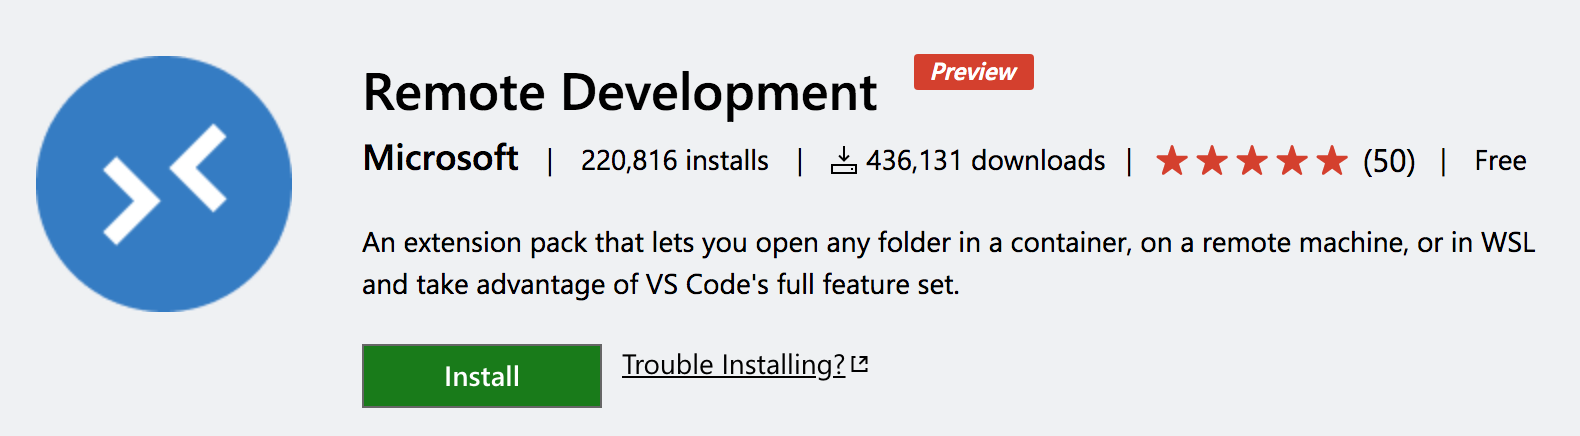 Remote Development Preview
Microsoft | 220,816 installs | 436,131 downloads | (50) | Free
An extension pack that lets you open any folder in a container, on a remote machine, or in WSL
and take advantage of VS Code's full feature set.
Install Trouble Installing?